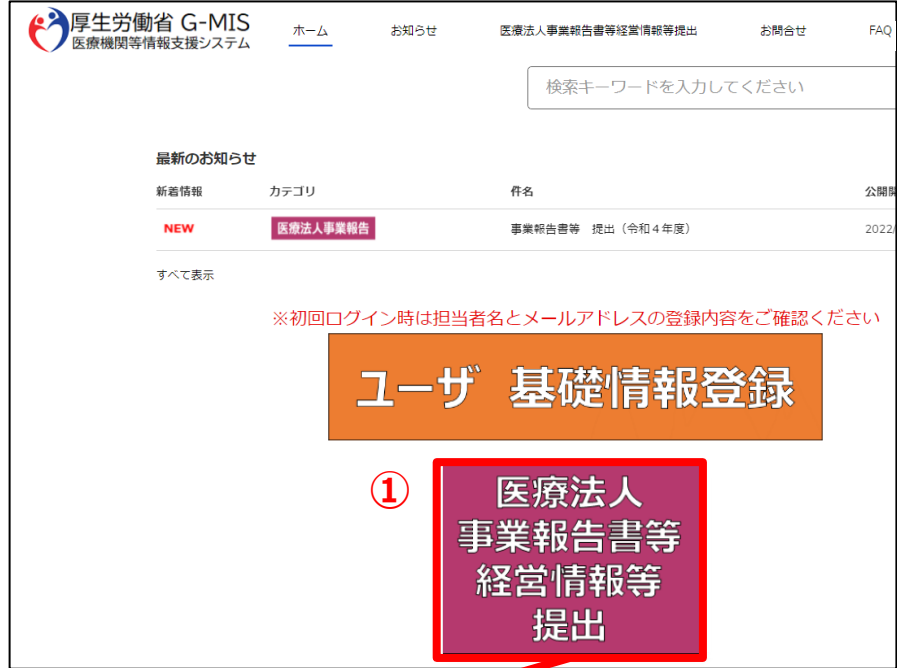 厚生労働省 G-MIS
医療機関等情報支援システム
ホーム
お知らせ
医療法人事業報告書等経営情報等提出
お問合せ
FAQ
検索キーワードを入力してください
最新のお知らせ
新着情報 カテゴリ 件名 公開開
NEW 医療法人事業報告 事業報告書等 提出（令和４年度） 2022/
すべて表示
※初回ログイン時は担当者名とメールアドレスの登録内容をご確認ください
ユーザ 基礎情報登録
①
医療法人
事業報告書等
経営情報等
提出